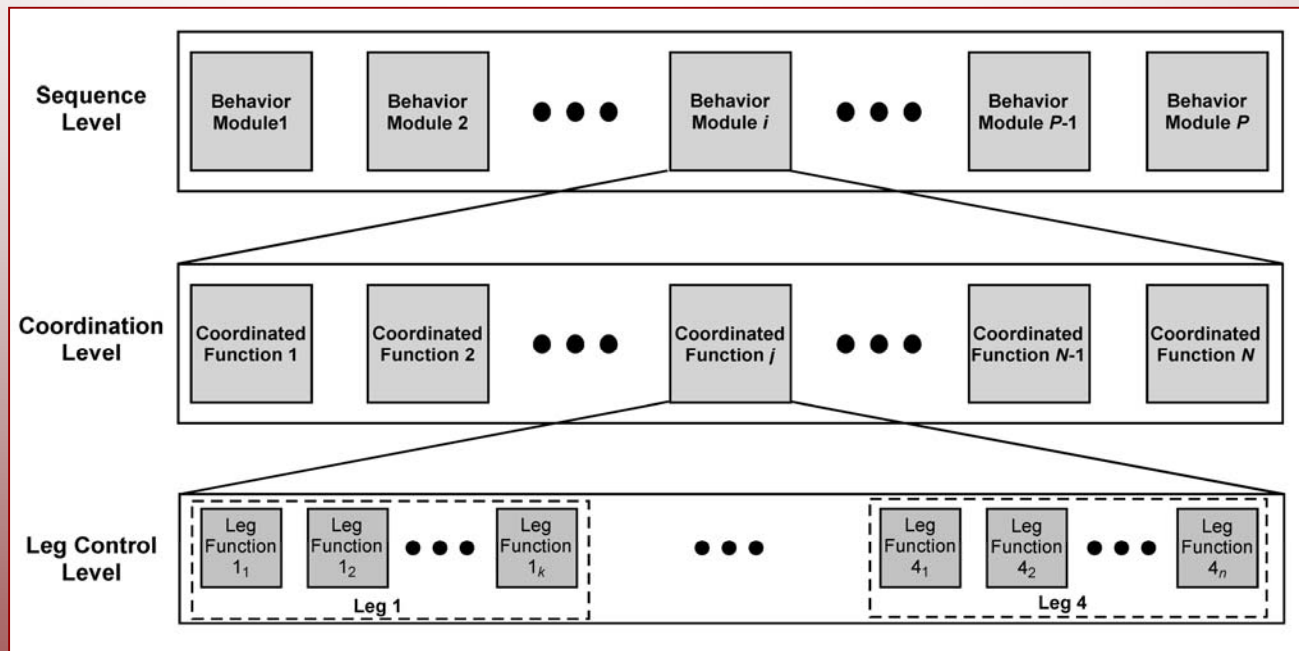 Sequence
Level
Behavior
Module1
Behavior
Module 2
Behavior
Module i
Behavior
Module P-1
Behavior
Module P
Coordination
Level
Coordinated
Function 1
Coordinated
Function 2
Coordinated
Function j
Coordinated
Function N-1
Coordinated
Function N
Leg Control
Level
Leg
Function
1₁
Leg
Function
1₂
Leg
Function
1ₖ
Leg 1
Leg
Function
4₁
Leg
Function
4₂
Leg
Function
4ₙ
Leg 4